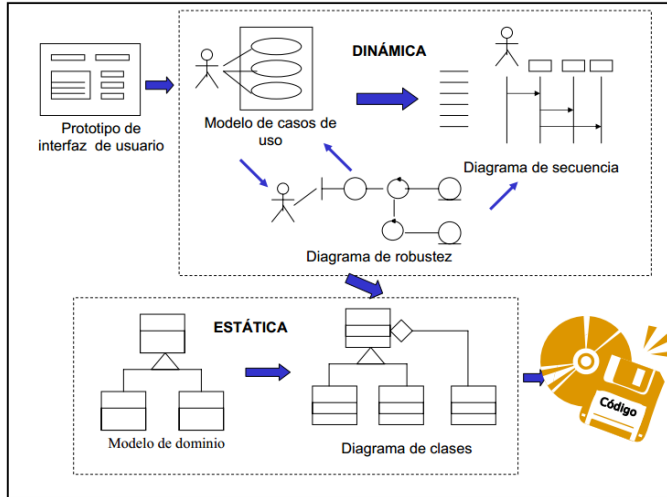 DINÁMICA
Prototipo de
interfaz de usuario
Modelo de casos de
uso
Diagrama de secuencia
Diagrama de robustez
ESTÁTICA
Modelo de dominio
Diagrama de clases
Código